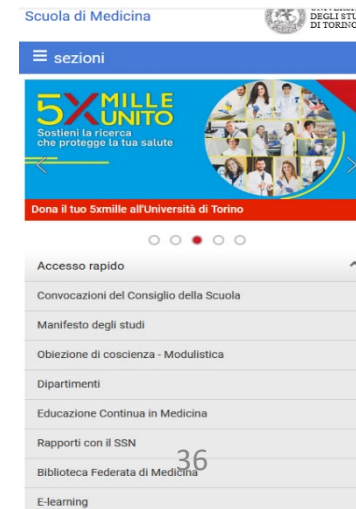 Scuola di Medicina
DEGLI STU
DI TORINO
≡ sezioni
5XMILLE
UNITO
Sostieni la ricerca
che protegge la tua salute
Dona il tuo 5xmille all'Università di Torino
Accesso rapido
Convocazioni del Consiglio della Scuola
Manifesto degli studi
Obiezione di coscienza - Modulistica
Dipartimenti
Educazione Continua in Medicina
Rapporti con il SSN
36
Biblioteca Federata di Medicina
E-learning